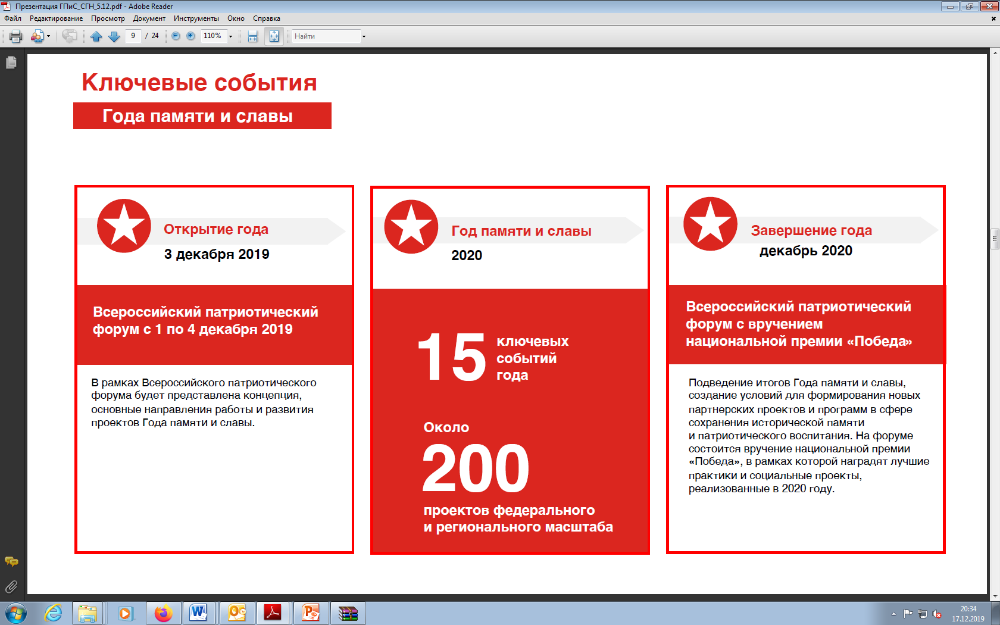 Презентация ГПиС_СГН_5.12.pdf - Adobe Reader
Файл Редактирование Просмотр Документ Инструменты Окно Справка
9 / 24 110% Найти
Ключевые события
Года памяти и славы
Открытие года
3 декабря 2019
Всероссийский патриотический
форум с 1 по 4 декабря 2019
В рамках Всероссийского патриотического
форума будет представлена концепция,
основные направления работы и развития
проектов Года памяти и славы.
Год памяти и славы
2020
15 ключевых
событий
года
Около
200
проектов федерального
и регионального масштаба
Завершение года
декабрь 2020
Всероссийский патриотический
форум с вручением
национальной премии «Победа»
Подведение итогов Года памяти и славы,
создание условий для формирования новых
партнерских проектов и программ в сфере
сохранения исторической памяти
и патриотического воспитания. На форуме
состоится вручение национальной премии
«Победа», в рамках которой наградят лучшие
практики и социальные проекты,
реализованные в 2020 году.
20:34
17.12.2019